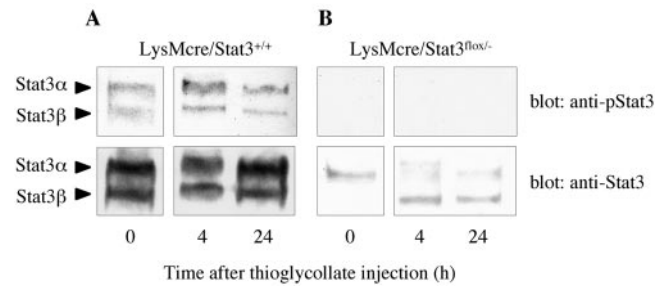 A B
LysMcre/Stat3+/+ LysMcre/Stat3flox/-
Stat3α
Stat3β
blot: anti-pStat3
Stat3α
Stat3β
blot: anti-Stat3
0 4 24 0 4 24
Time after thioglycollate injection (h)